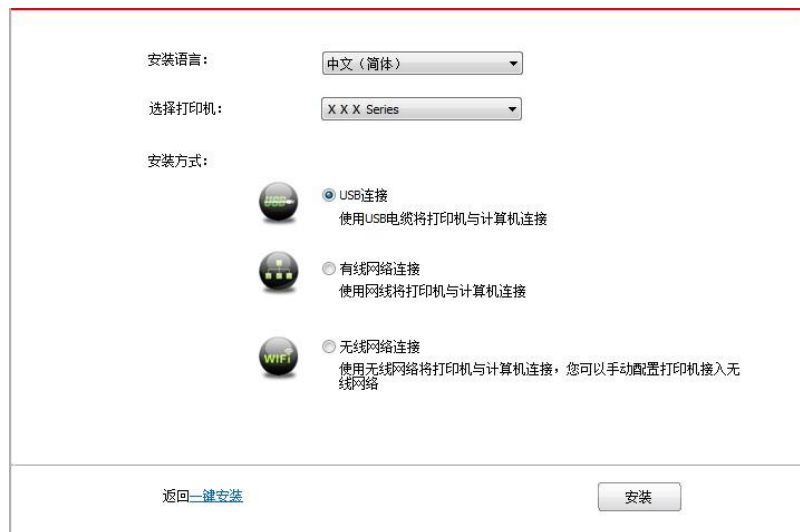 安装语言：
中文（简体）
选择打印机：
X X X Series
安装方式：
USB
USB连接
使用USB电缆将打印机与计算机连接
有线网络连接
使用网线将打印机与计算机连接
WiFi
无线网络连接
使用无线网络将打印机与计算机连接，您可以手动配置打印机接入无
线网络
返回一键安装
安装